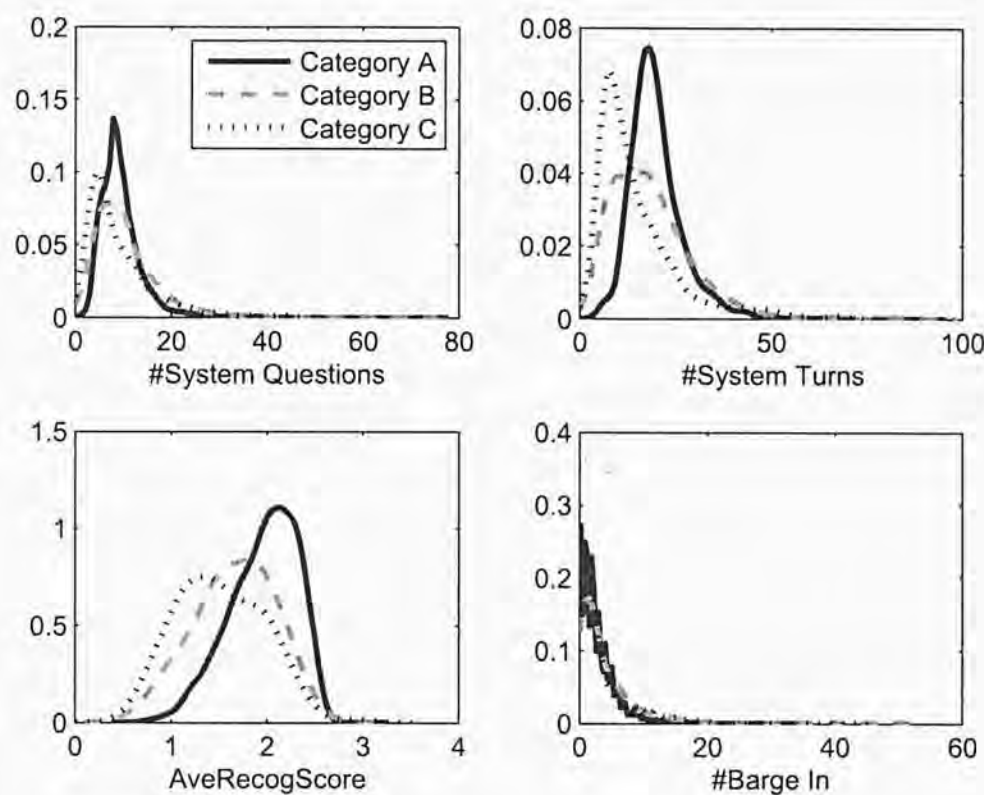 0.2
0.15
0.1
0.05
0
0 20 40 60 80
#System Questions
Category A
Category B
Category C
0.08
0.06
0.04
0.02
0
0 50 100
#System Turns
1.5
1
0.5
0
0 1 2 3 4
AveRecogScore
0.4
0.3
0.2
0.1
0
0 20 40 60
#Barge In